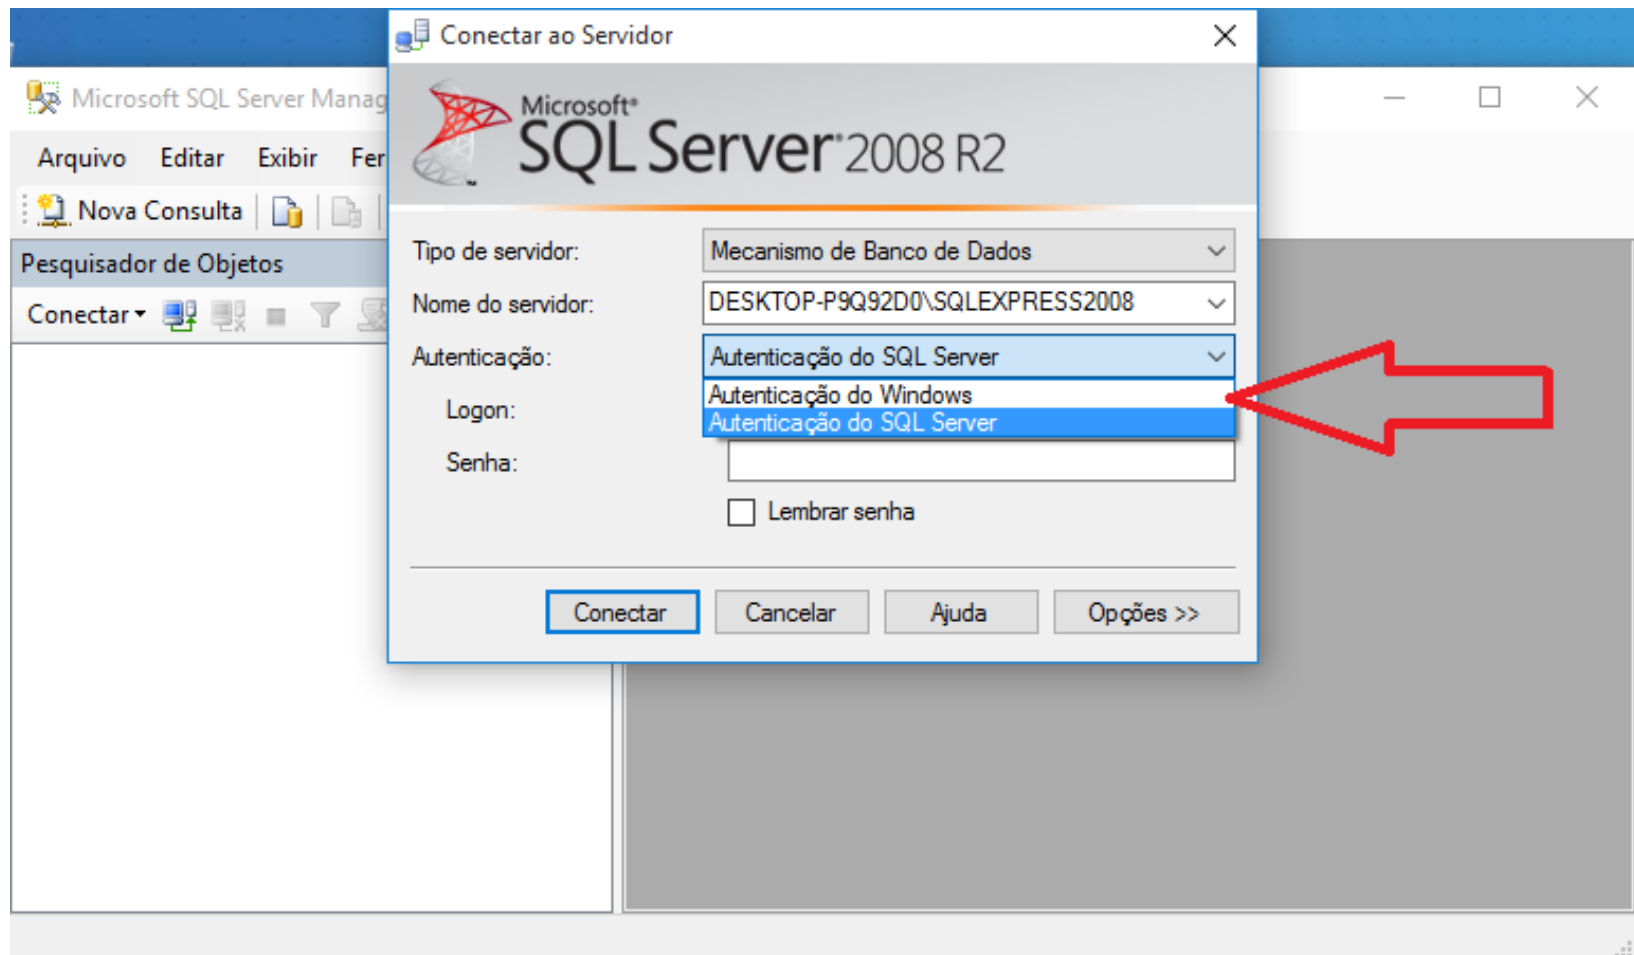 Conectar ao Servidor
Microsoft SQL Server Manag
Microsoft®
SQL Server® 2008 R2
Arquivo Editar Exibir Fer
Nova Consulta
Pesquisador de Objetos
Conectar
Tipo de servidor: Mecanismo de Banco de Dados
Nome do servidor: DESKTOP-P9Q92D0\SQLEXPRESS2008
Autenticação: Autenticação do SQL Server
Autenticação do Windows
Autenticação do SQL Server
Logon:
Senha:
Lembrar senha
Conectar Cancelar Ajuda Opções >>